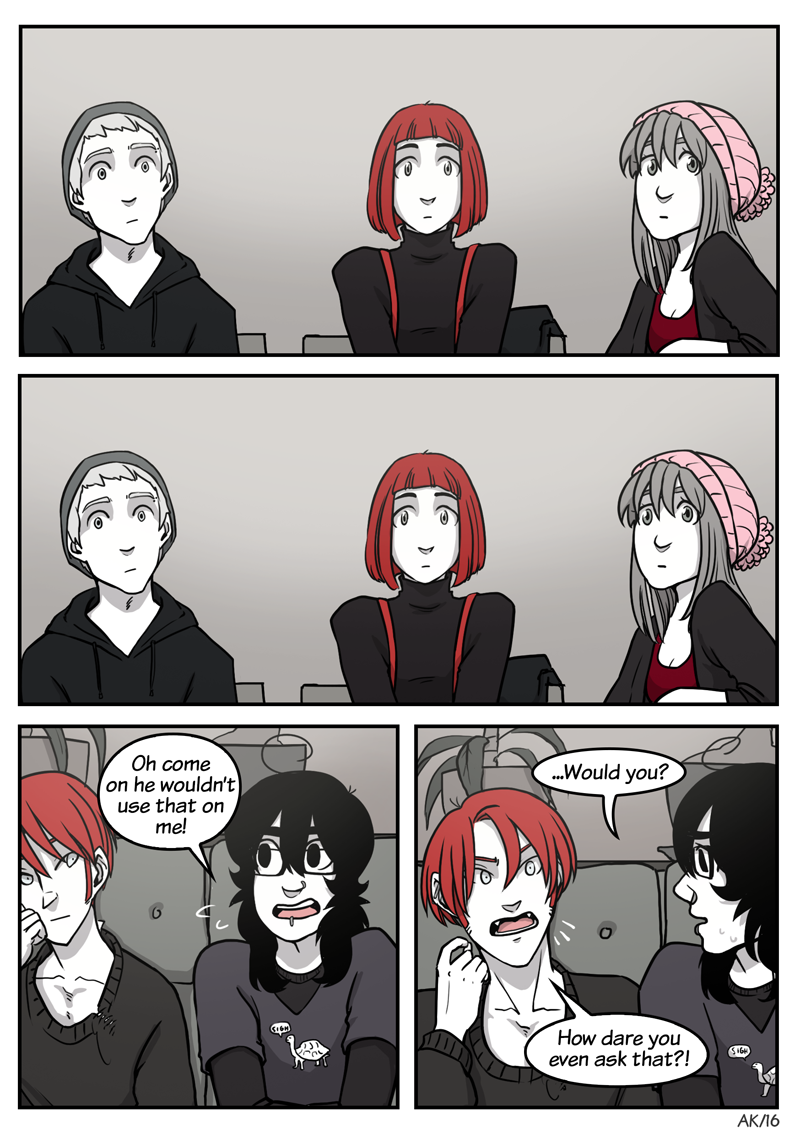 Oh come
on he wouldn't
use that on
me!
SIGH
...Would you?
How dare you
even ask that?!
SIGH
AK/16